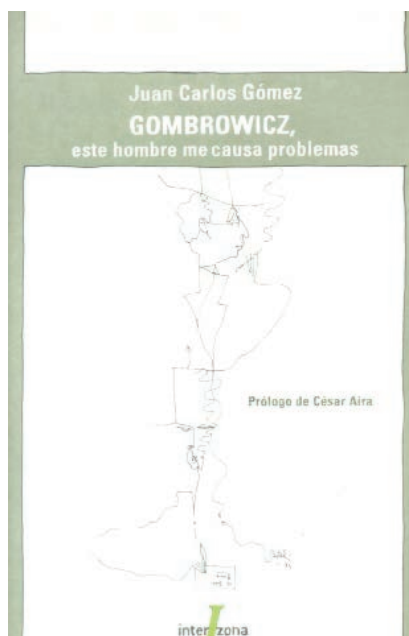 Juan Carlos Gómez
GOMBROWICZ,
este hombre me causa problemas
Prólogo de César Aira
interzona